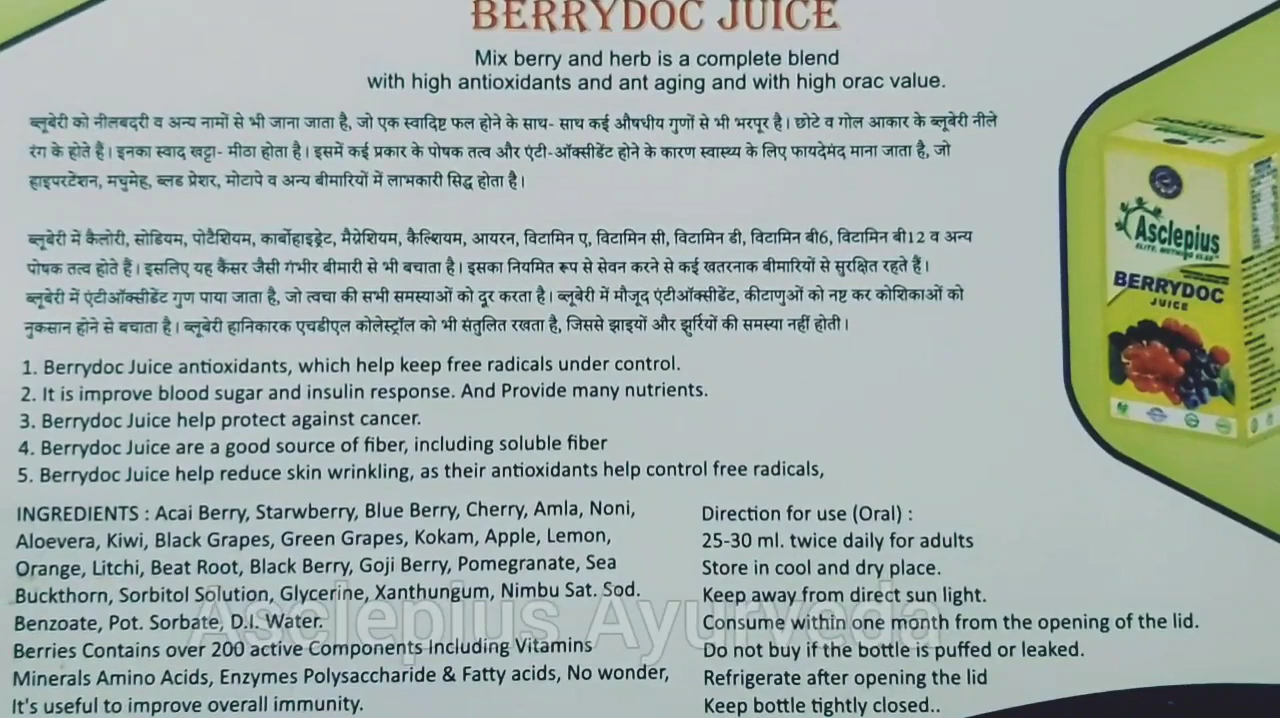 BERRYDOC JUICE
Mix berry and herb is a complete blend
with high antioxidants and ant aging and with high orac value.
ब्लूबेरी को नीलबदरी व अन्य नामों से भी जाना जाता है, जो एक स्वादिष्ट फल होने के साथ- साथ कई औषधीय गुणों से भी भरपूर है। छोटे व गोल आकार के ब्लूबेरी नीले
रंग के होते हैं। इनका स्वाद खट्टा- मीठा होता है। इसमें कई प्रकार के पोषक तत्व और एंटी-ऑक्सीडेंट होने के कारण स्वास्थ्य के लिए फायदेमंद माना जाता है, जो
हाइपरटेंशन, मधुमेह, ब्लड प्रेशर, मोटापे व अन्य बीमारियों में लाभकारी सिद्ध होता है।
ब्लूबेरी में कैलोरी, सोडियम, पोटैशियम, कार्बोहाइड्रेट, मैग्नेशियम, कैल्शियम, आयरन, विटामिन ए, विटामिन सी, विटामिन डी, विटामिन बी6, विटामिन बी12 व अन्य
पोषक तत्व होते हैं। इसलिए यह कैंसर जैसी गंभीर बीमारी से भी बचाता है। इसका नियमित रूप से सेवन करने से कई खतरनाक बीमारियों से सुरक्षित रहते हैं।
ब्लूबेरी में एंटीऑक्सीडेंट गुण पाया जाता है, जो त्वचा की सभी समस्याओं को दूर करता है। ब्लूबेरी में मौजूद एंटीऑक्सीडेंट, कीटाणुओं को नष्ट कर कोशिकाओं को
नुकसान होने से बचाता है। ब्लूबेरी हानिकारक एचडीएल कोलेस्ट्रॉल को भी संतुलित रखता है, जिससे झाइयों और झुर्रियों की समस्या नहीं होती।
1. Berrydoc Juice antioxidants, which help keep free radicals under control.
2. It is improve blood sugar and insulin response. And Provide many nutrients.
3. Berrydoc Juice help protect against cancer.
4. Berrydoc Juice are a good source of fiber, including soluble fiber
5. Berrydoc Juice help reduce skin wrinkling, as their antioxidants help control free radicals,
INGREDIENTS : Acai Berry, Starwberry, Blue Berry, Cherry, Amla, Noni,
Aloevera, Kiwi, Black Grapes, Green Grapes, Kokam, Apple, Lemon,
Orange, Litchi, Beat Root, Black Berry, Goji Berry, Pomegranate, Sea
Buckthorn, Sorbitol Solution, Glycerine, Xanthungum, Nimbu Sat. Sod.
Benzoate, Pot. Sorbate, D.I. Water.
Berries Contains over 200 active Components Including Vitamins
Minerals Amino Acids, Enzymes Polysaccharide & Fatty acids, No wonder,
It's useful to improve overall immunity.
Direction for use (Oral) :
25-30 ml. twice daily for adults
Store in cool and dry place.
Keep away from direct sun light.
Consume within one month from the opening of the lid.
Do not buy if the bottle is puffed or leaked.
Refrigerate after opening the lid
Keep bottle tightly closed..
Asclepius Ayurveda
Asclepius
BERRYDOC
JUICE